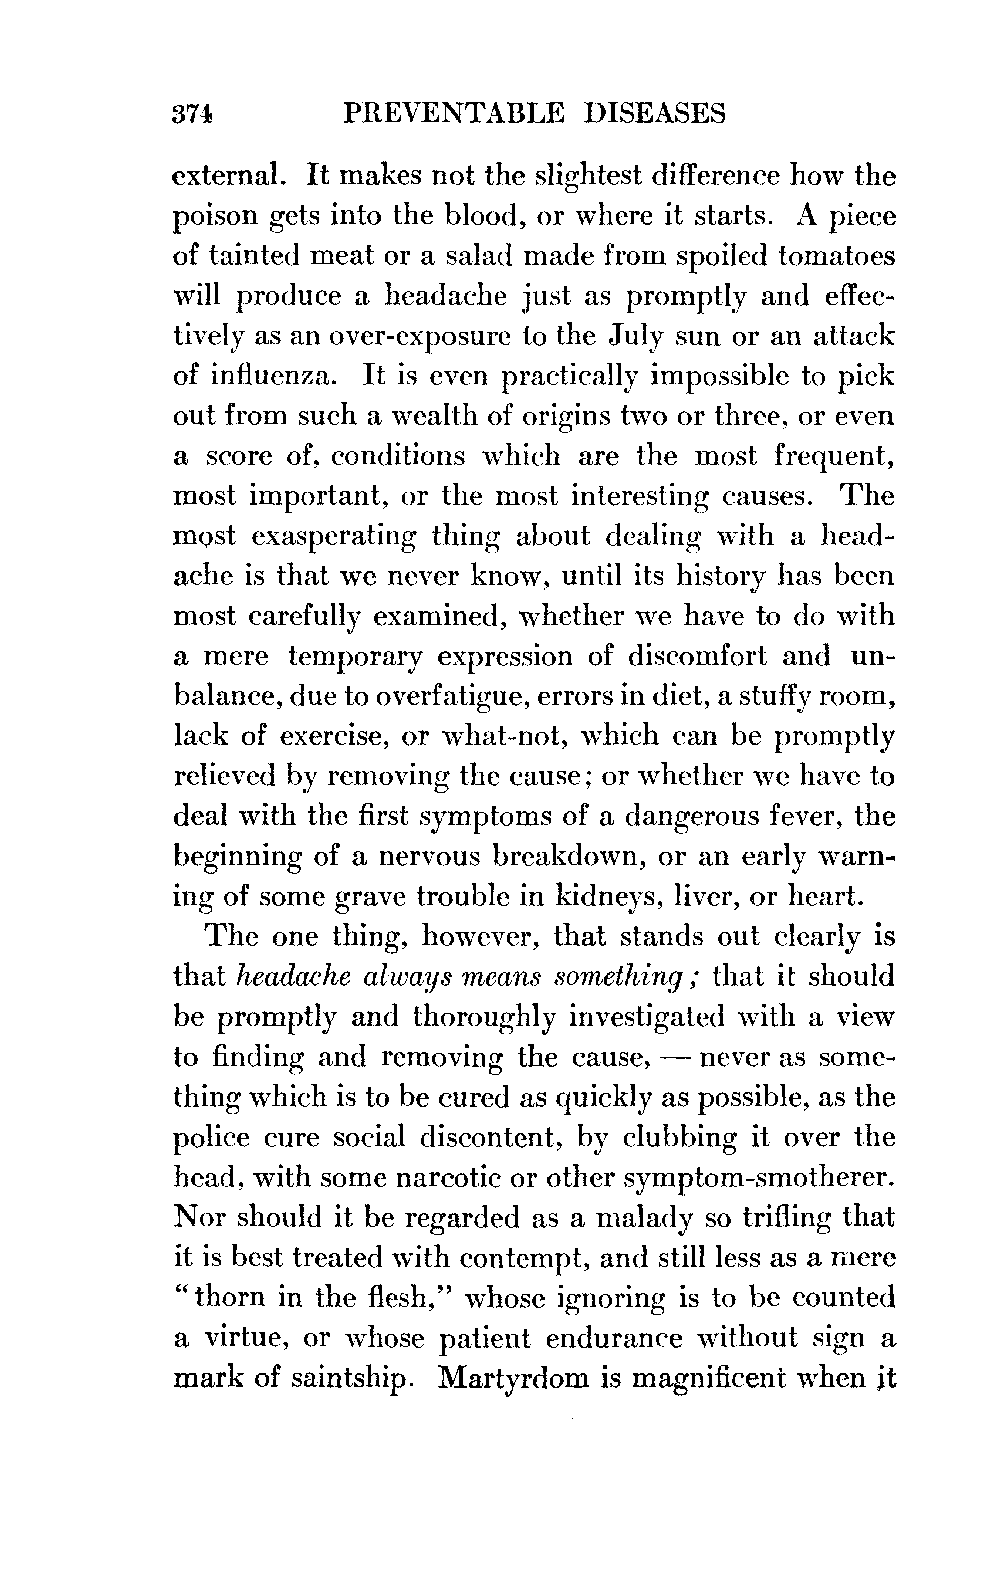 374 PREVENTABLE DISEASES
external. It makes not the slightest difference how the
poison gets into the blood, or where it starts. A piece
of tainted meat or a salad made from spoiled tomatoes
will produce a headache just as promptly and effec-
tively as an over-exposure to the July sun or an attack
of influenza. It is even practically impossible to pick
out from such a wealth of origins two or three, or even
a score of, conditions which are the most frequent,
most important, or the most interesting causes. The
most exasperating thing about dealing with a head-
ache is that we never know, until its history has been
most carefully examined, whether we have to do with
a mere temporary expression of discomfort and un-
balance, due to overfatigue, errors in diet, a stuffy room,
lack of exercise, or what-not, which can be promptly
relieved by removing the cause; or whether we have to
deal with the first symptoms of a dangerous fever, the
beginning of a nervous breakdown, or an early warn-
ing of some grave trouble in kidneys, liver, or heart.
The one thing, however, that stands out clearly is
that headache always means something; that it should
be promptly and thoroughly investigated with a view
to finding and removing the cause, — never as some-
thing which is to be cured as quickly as possible, as the
police cure social discontent, by clubbing it over the
head, with some narcotic or other symptom-smotherer.
Nor should it be regarded as a malady so trifling that
it is best treated with contempt, and still less as a mere
"thorn in the flesh," whose ignoring is to be counted
a virtue, or whose patient endurance without sign a
mark of saintship. Martyrdom is magnificent when it